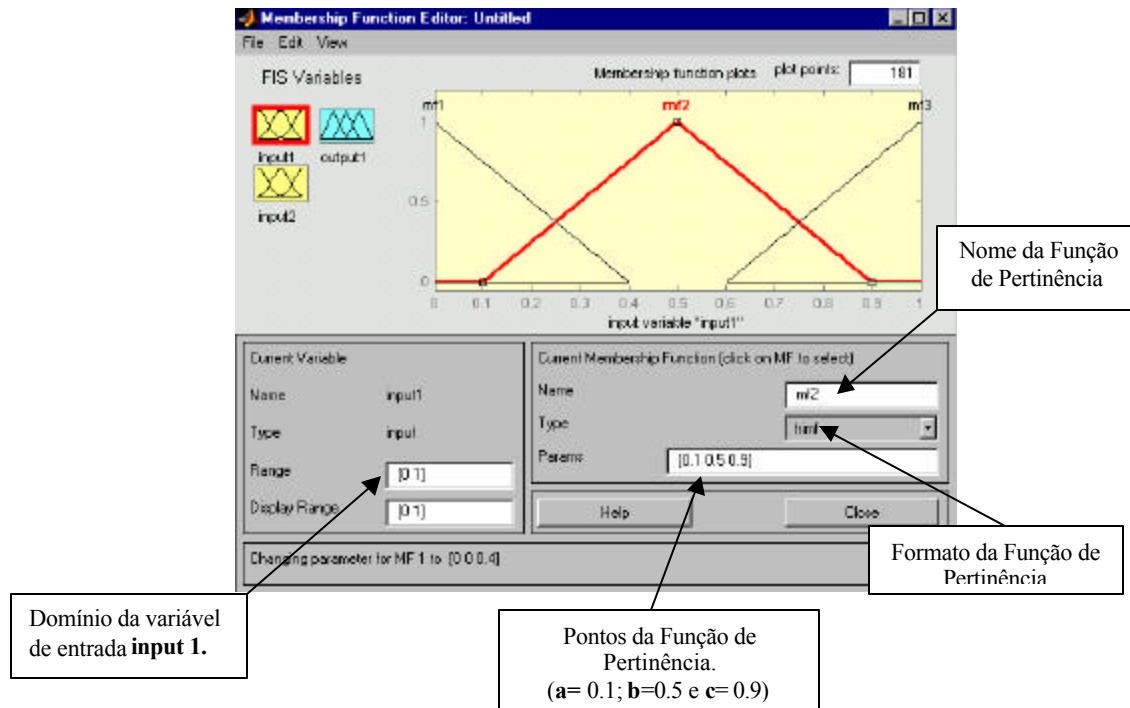 Membership Function Editor: Untitled
File Edit View
FIS Variables
Membership function plots
plot points:
181
mf1
mf2
mf3
1
0.5
0
input1
output1
input2
0 0.1 0.2 0.3 0.4 0.5 0.6 0.7 0.8 0.9 1
input variable "input1"
Nome da Função
de Pertinência
Current Variable
Name input1
Type input
Range [0 1]
Display Range [0 1]
Current Membership Function (click on MF to select)
Name mf2
Type trimf
Params [0.1 0.5 0.9]
Help Close
Changing parameter for MF 1 to [0 0 0.4]
Formato da Função de
Pertinência
Domínio da variável
de entrada input 1.
Pontos da Função de
Pertinência.
(a= 0.1; b=0.5 e c= 0.9)